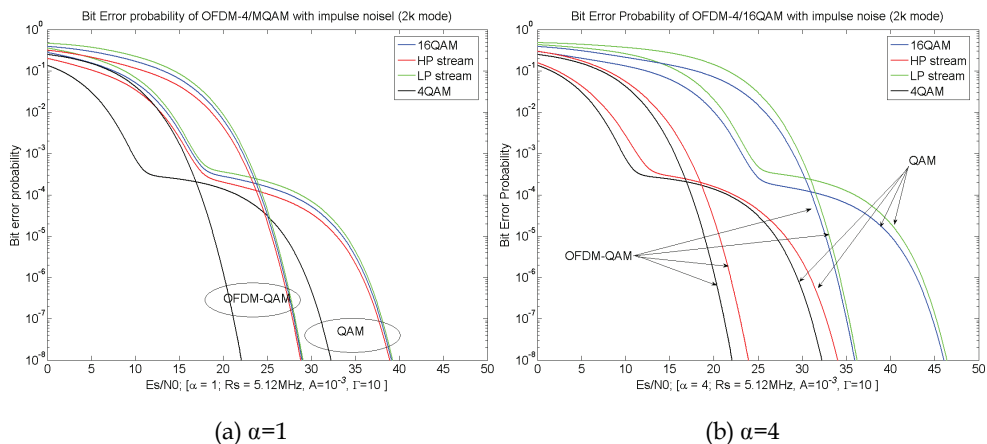 Bit Error probability of OFDM-4/MQAM with impulse noisel (2k mode)
Bit error probability
10^0
10^-1
10^-2
10^-3
10^-4
10^-5
10^-6
10^-7
10^-8
16QAM
HP stream
LP stream
4QAM
OFDM-QAM
QAM
0 5 10 15 20 25 30 35 40 45 50
Es/N0; [α = 1; Rs = 5.12MHz, A=10^-3, Γ=10 ]
(a) α=1
Bit Error Probability of OFDM-4/16QAM with impulse noise (2k mode)
Bit Error Probability
10^0
10^-1
10^-2
10^-3
10^-4
10^-5
10^-6
10^-7
10^-8
16QAM
HP stream
LP stream
4QAM
QAM
OFDM-QAM
0 5 10 15 20 25 30 35 40 45 50
Es/N0; [α = 4; Rs = 5.12MHz, A=10^-3, Γ=10 ]
(b) α=4